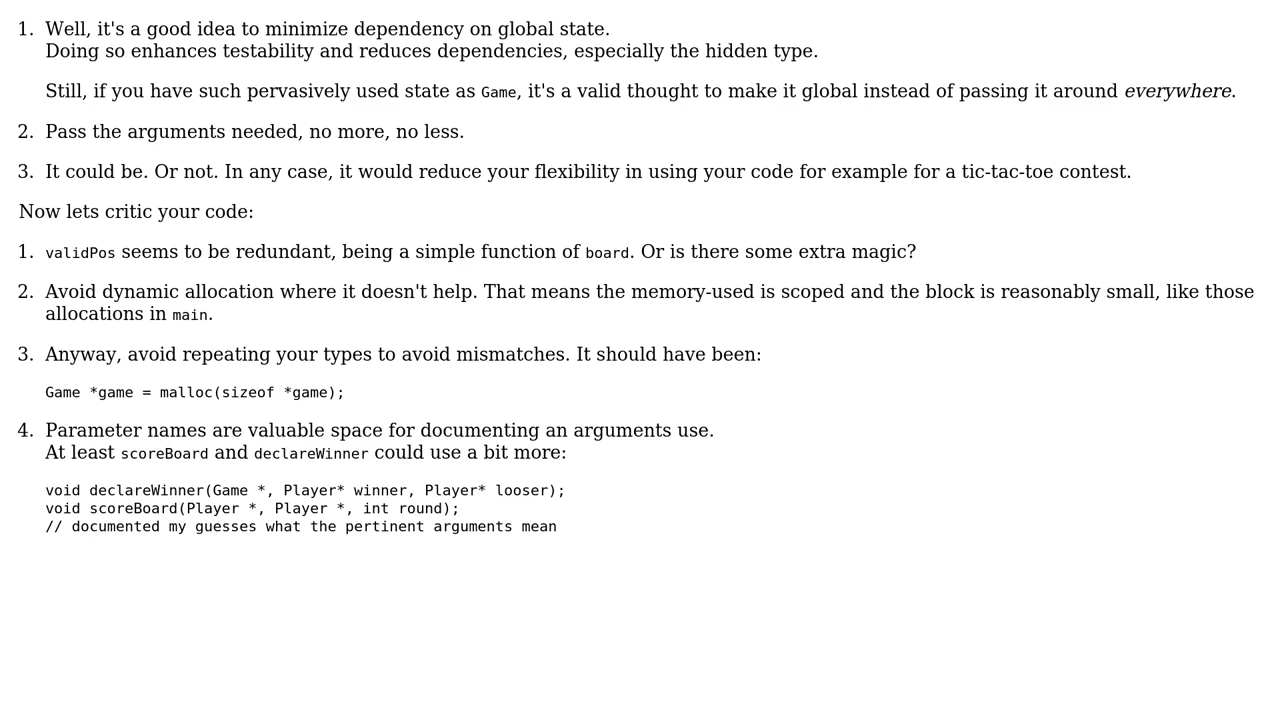 1. Well, it's a good idea to minimize dependency on global state.
Doing so enhances testability and reduces dependencies, especially the hidden type.
Still, if you have such pervasively used state as Game, it's a valid thought to make it global instead of passing it around everywhere.
2. Pass the arguments needed, no more, no less.
3. It could be. Or not. In any case, it would reduce your flexibility in using your code for example for a tic-tac-toe contest.
Now lets critic your code:
1. validPos seems to be redundant, being a simple function of board. Or is there some extra magic?
2. Avoid dynamic allocation where it doesn't help. That means the memory-used is scoped and the block is reasonably small, like those
allocations in main.
3. Anyway, avoid repeating your types to avoid mismatches. It should have been:
Game *game = malloc(sizeof *game);
4. Parameter names are valuable space for documenting an arguments use.
At least scoreBoard and declareWinner could use a bit more:
void declareWinner(Game *, Player* winner, Player* looser);
void scoreBoard(Player *, Player *, int round);
// documented my guesses what the pertinent arguments mean